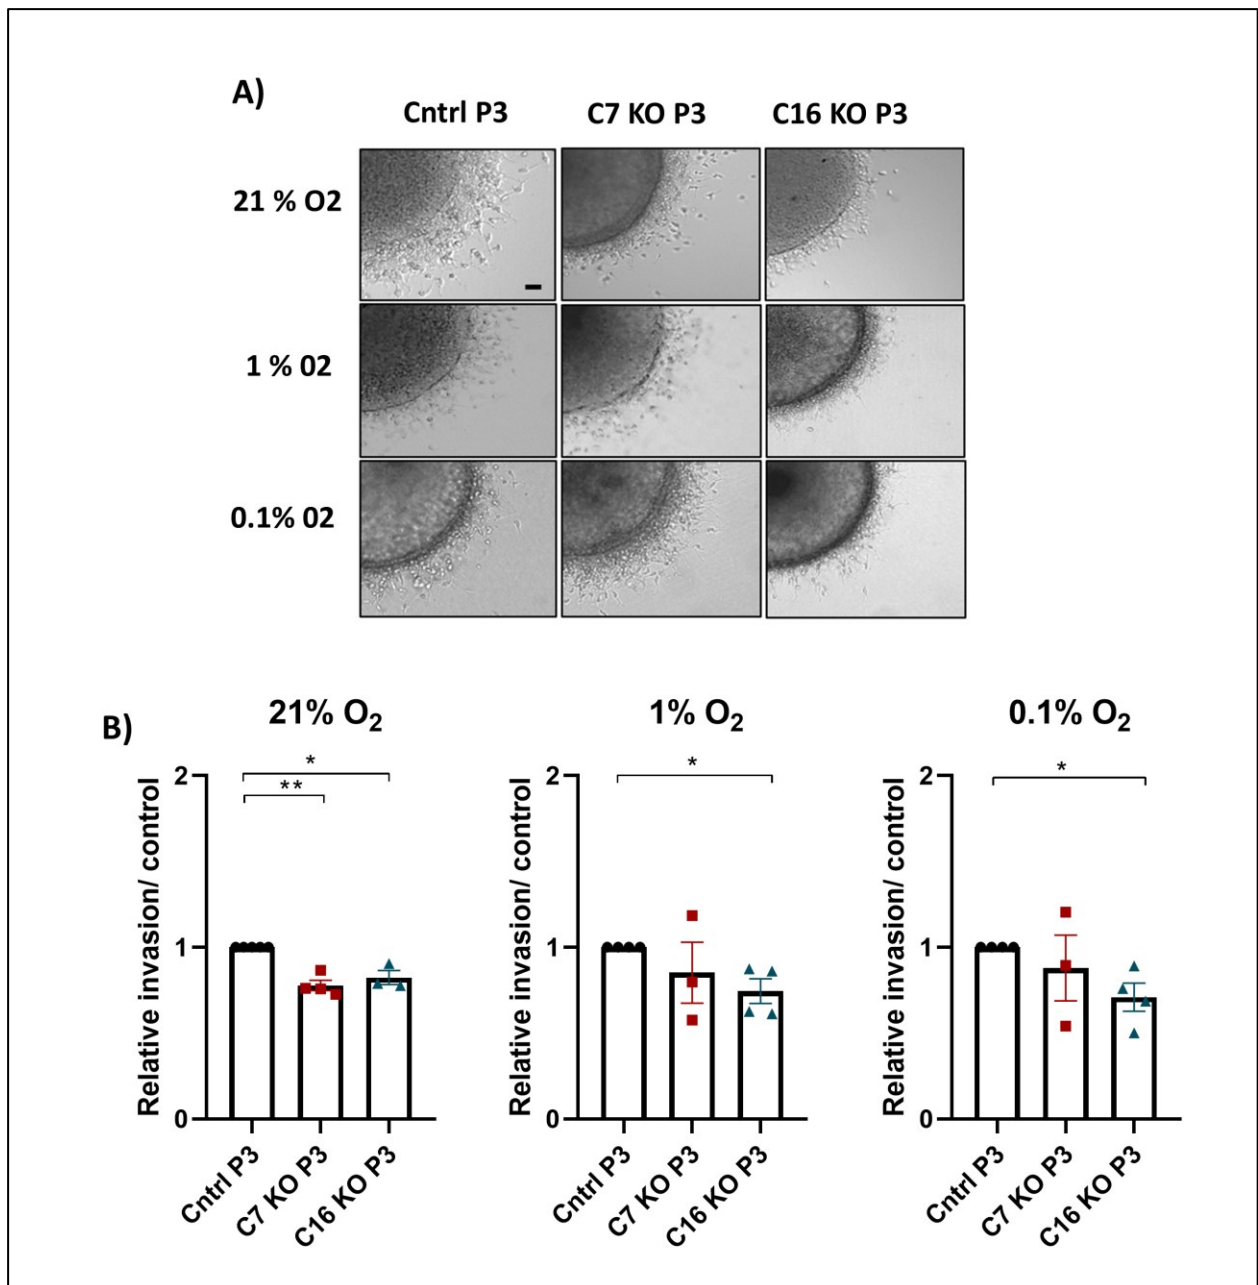 A)
Cntrl P3 C7 KO P3 C16 KO P3
21 % O2
1 % 02
0.1% 02
B)
21% O₂ 1% O₂ 0.1% O₂
Relative invasion/ control
2
1
0
*
**
Cntrl P3
C7 KO P3
C16 KO P3
Relative invasion/ control
2
1
0
*
Cntrl P3
C7 KO P3
C16 KO P3
Relative invasion/ control
2
1
0
*
Cntrl P3
C7 KO P3
C16 KO P3